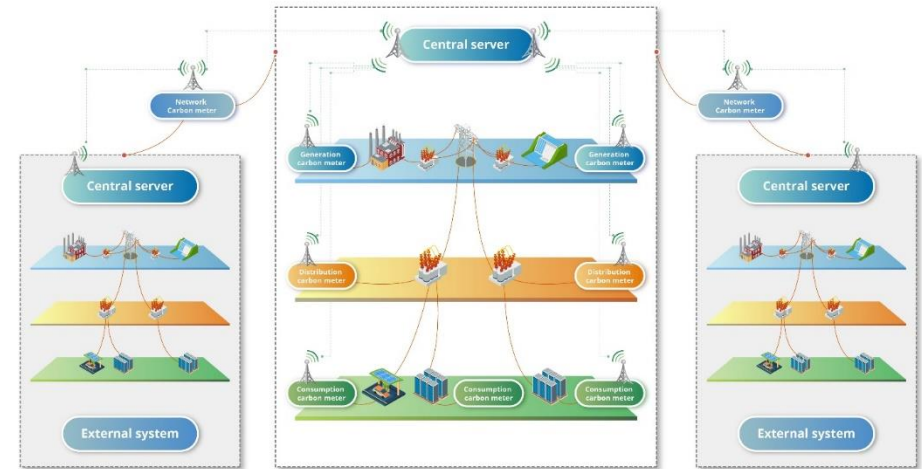 Central server
Network
Carbon meter
Network
Carbon meter
Generation
carbon meter
Generation
carbon meter
Central server
Central server
Distribution
carbon meter
Distribution
carbon meter
Consumption
carbon meter
Consumption
carbon meter
Consumption
carbon meter
External system
External system